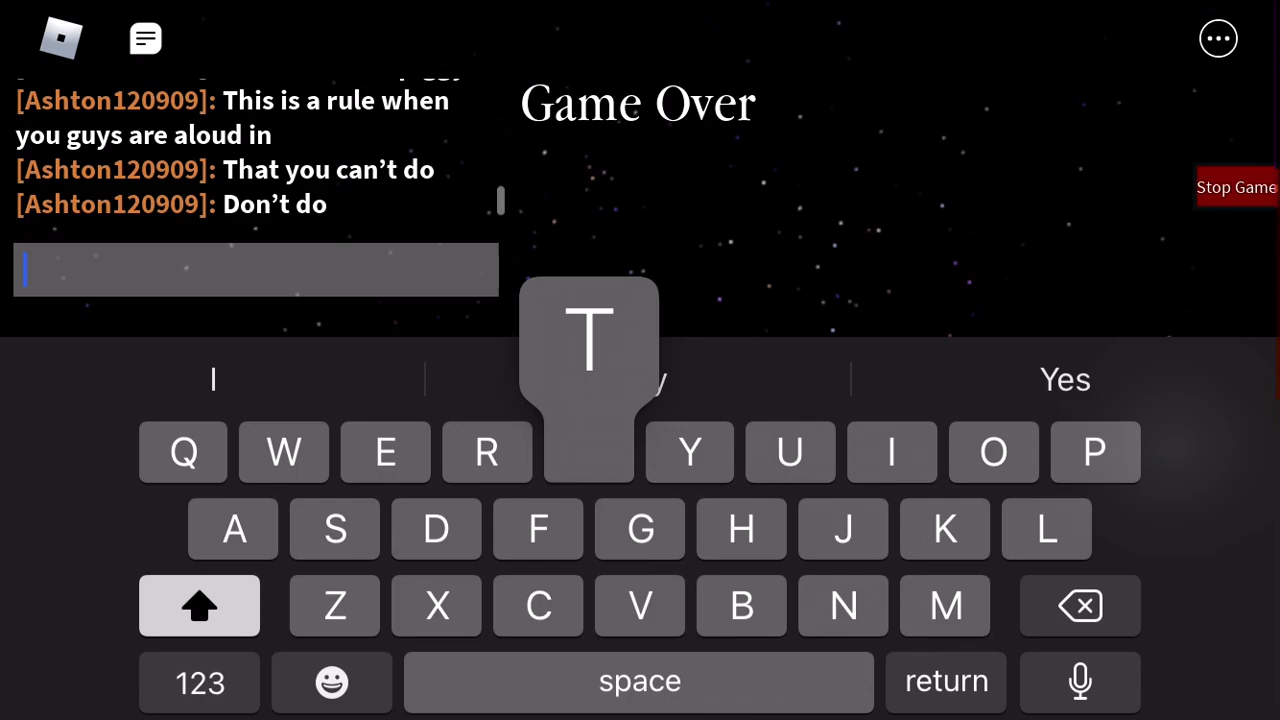 [Ashton120909]: This is a rule when
you guys are aloud in
[Ashton120909]: That you can’t do
[Ashton120909]: Don’t do
Game Over
Stop Game
T
I
Yes
Q W E R Y U I O P
A S D F G H J K L
Z X C V B N M
123 space return